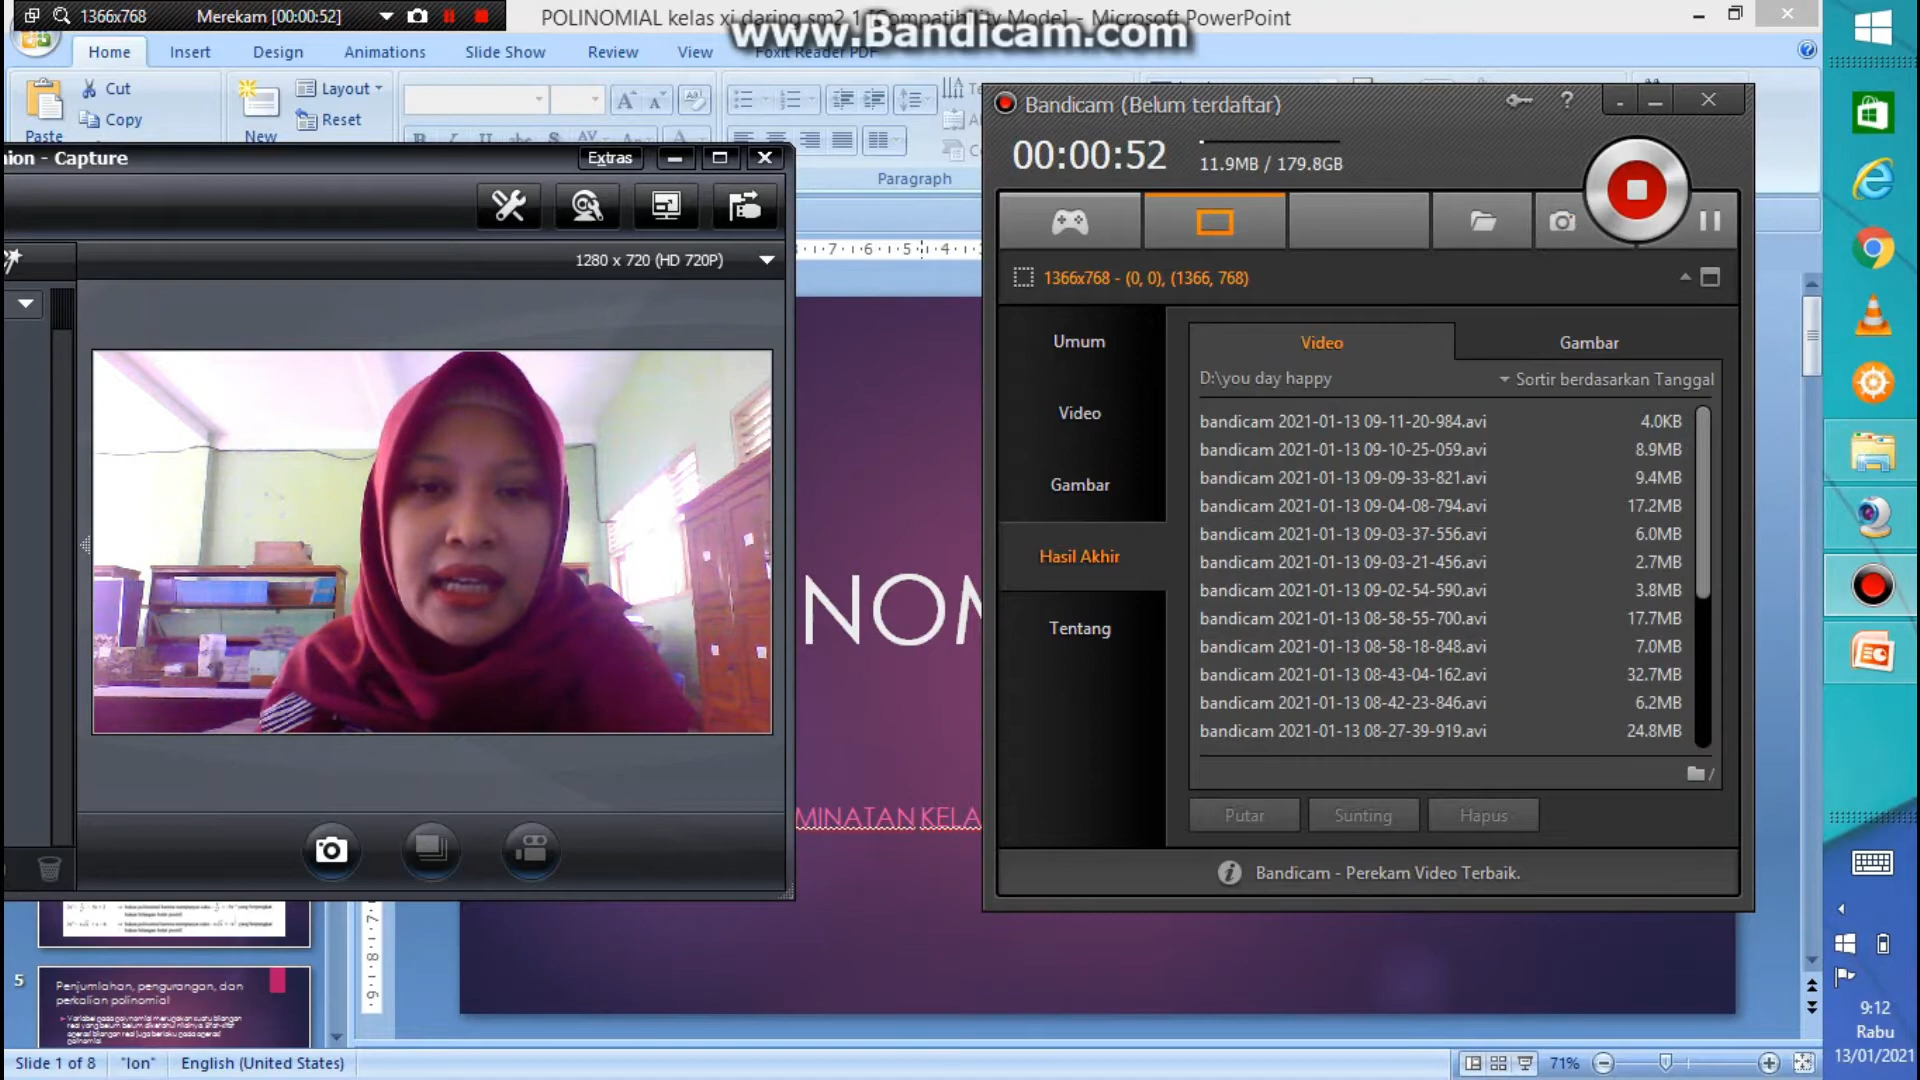 1366x768
Merekam [00:00:52]
POLINOMIAL kelas xi daring sm2 1 [Compatibility Mode] - Microsoft PowerPoint
www.Bandicam.com
Home
Insert
Design
Animations
Slide Show
Review
View
Foxit Reader PDF
Cut
Copy
Paste
New
Layout
Reset
Paragraph
nion - Capture
Extras
1280 x 720 (HD 720P)
Bandicam (Belum terdaftar)
00:00:52
11.9MB / 179.8GB
1366x768 - (0, 0), (1366, 768)
Umum
Video
Gambar
Hasil Akhir
Tentang
Video
Gambar
D:\you day happy
Sortir berdasarkan Tanggal
bandicam 2021-01-13 09-11-20-984.avi 4.0KB
bandicam 2021-01-13 09-10-25-059.avi 8.9MB
bandicam 2021-01-13 09-09-33-821.avi 9.4MB
bandicam 2021-01-13 09-04-08-794.avi 17.2MB
bandicam 2021-01-13 09-03-37-556.avi 6.0MB
bandicam 2021-01-13 09-03-21-456.avi 2.7MB
bandicam 2021-01-13 09-02-54-590.avi 3.8MB
bandicam 2021-01-13 08-58-55-700.avi 17.7MB
bandicam 2021-01-13 08-58-18-848.avi 7.0MB
bandicam 2021-01-13 08-43-04-162.avi 32.7MB
bandicam 2021-01-13 08-42-23-846.avi 6.2MB
bandicam 2021-01-13 08-27-39-919.avi 24.8MB
Putar
Sunting
Hapus
Bandicam - Perekam Video Terbaik.
NOM
MINATAN KELA
5
Penjumlahan, pengurangan, dan
perkalian polinomial
Slide 1 of 8
"Ion"
English (United States)
71%
9:12
Rabu
13/01/2021